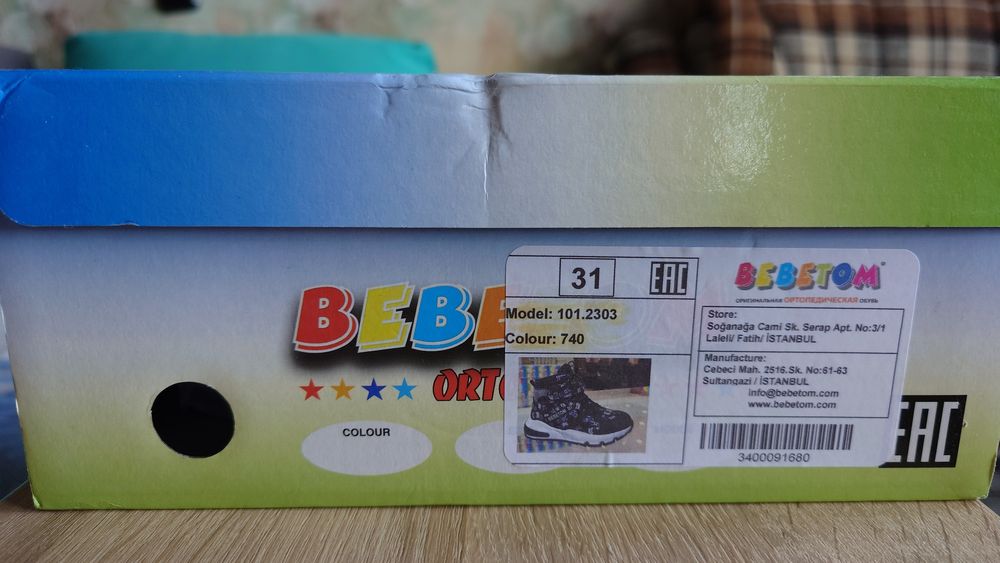 31
EAC
Model: 101.2303
Colour: 740
BEBETOM
ОРИГИНАЛЬНАЯ ОРТОПЕДИЧЕСКАЯ ОБУВЬ
Store:
Soğanağa Cami Sk. Serap Apt. No:3/1
Laleli/ Fatih/ İSTANBUL
Manufacture:
Cebeci Mah. 2516.Sk. No:61-63
Sultangazi / İSTANBUL
info@bebetom.com
www.bebetom.com
3400091680
BEBE
ORTO
COLOUR
EAC